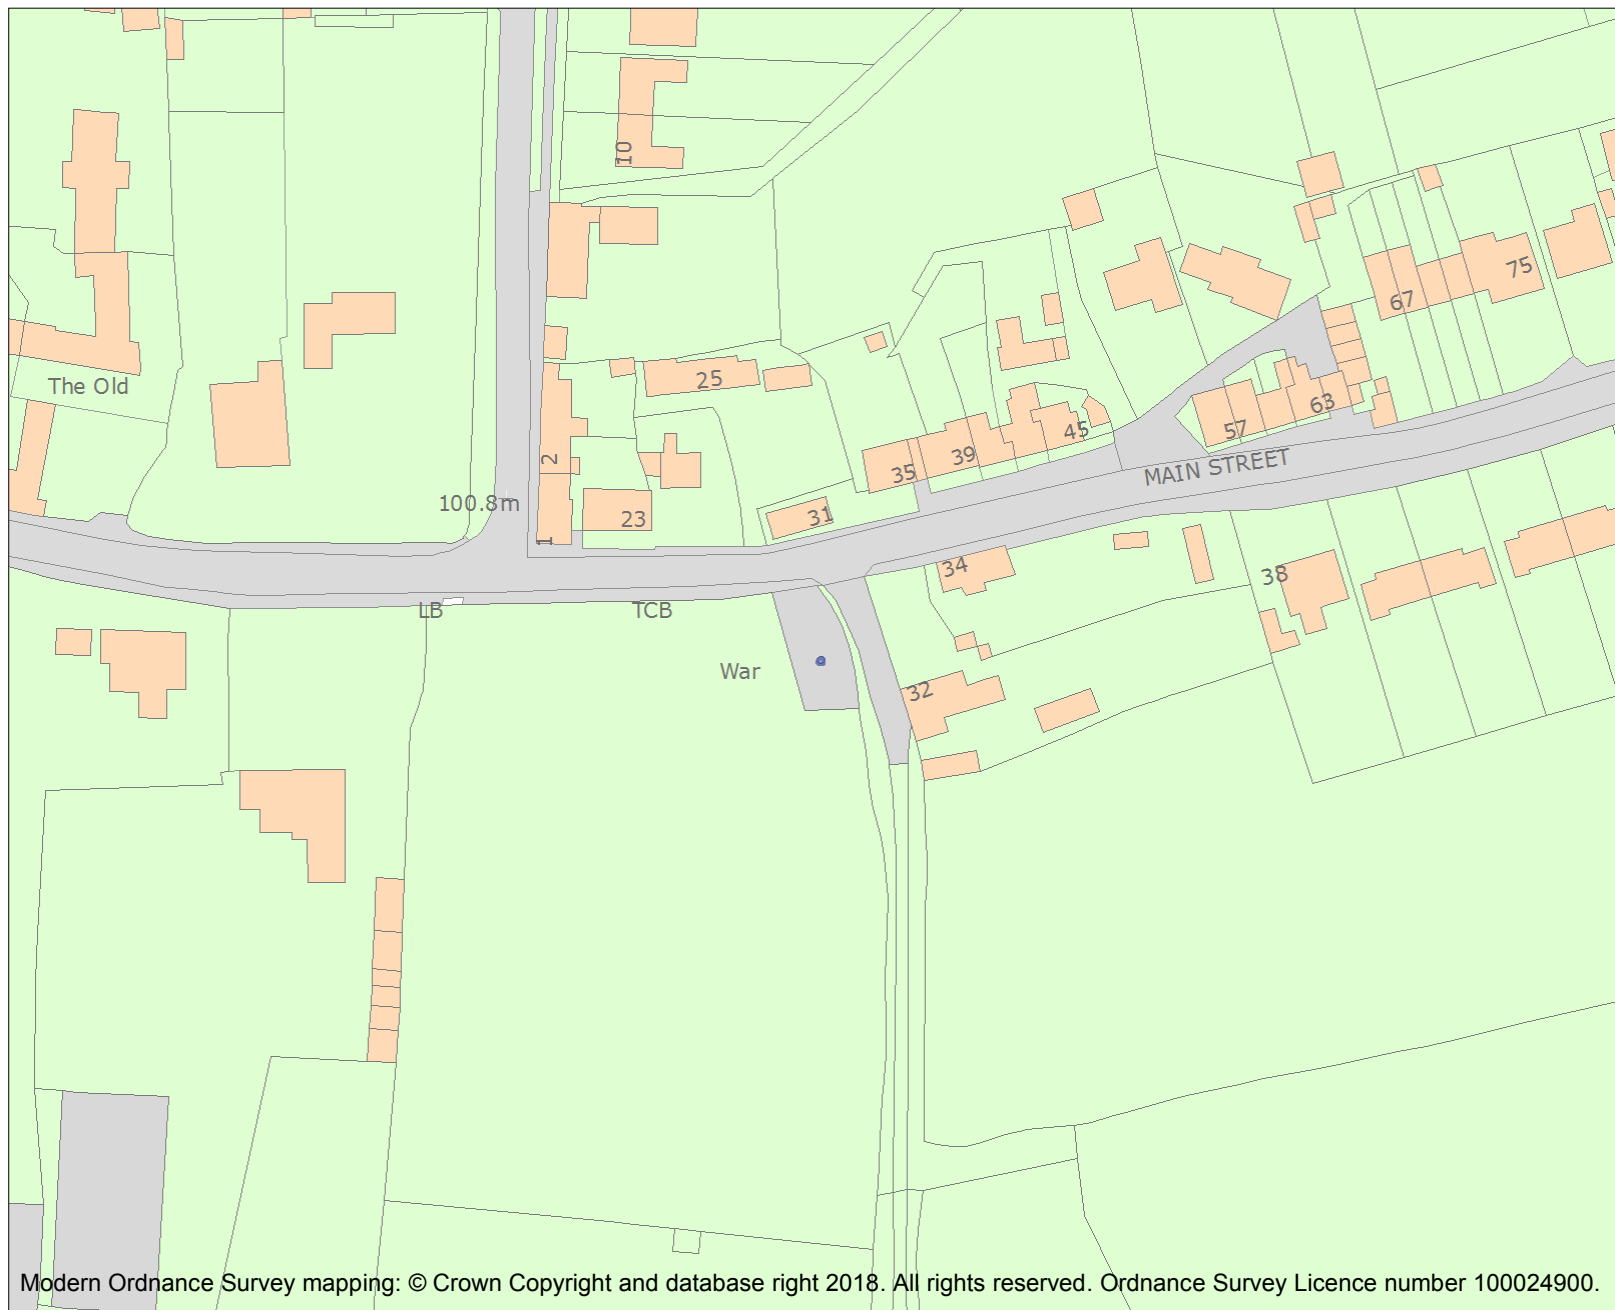 10
75
67
The Old
25
63
45
57
39
2
35
MAIN STREET
100.8m
31
23
1
34
38
LB
TCB
War
32
Modern Ordnance Survey mapping: © Crown Copyright and database right 2018. All rights reserved. Ordnance Survey Licence number 100024900.